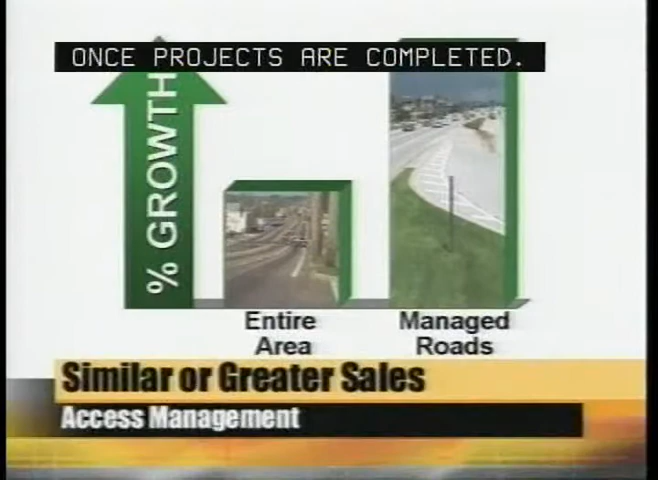 ONCE PROJECTS ARE COMPLETED.
% GROWTH
Entire
Area
Managed
Roads
Similar or Greater Sales
Access Management